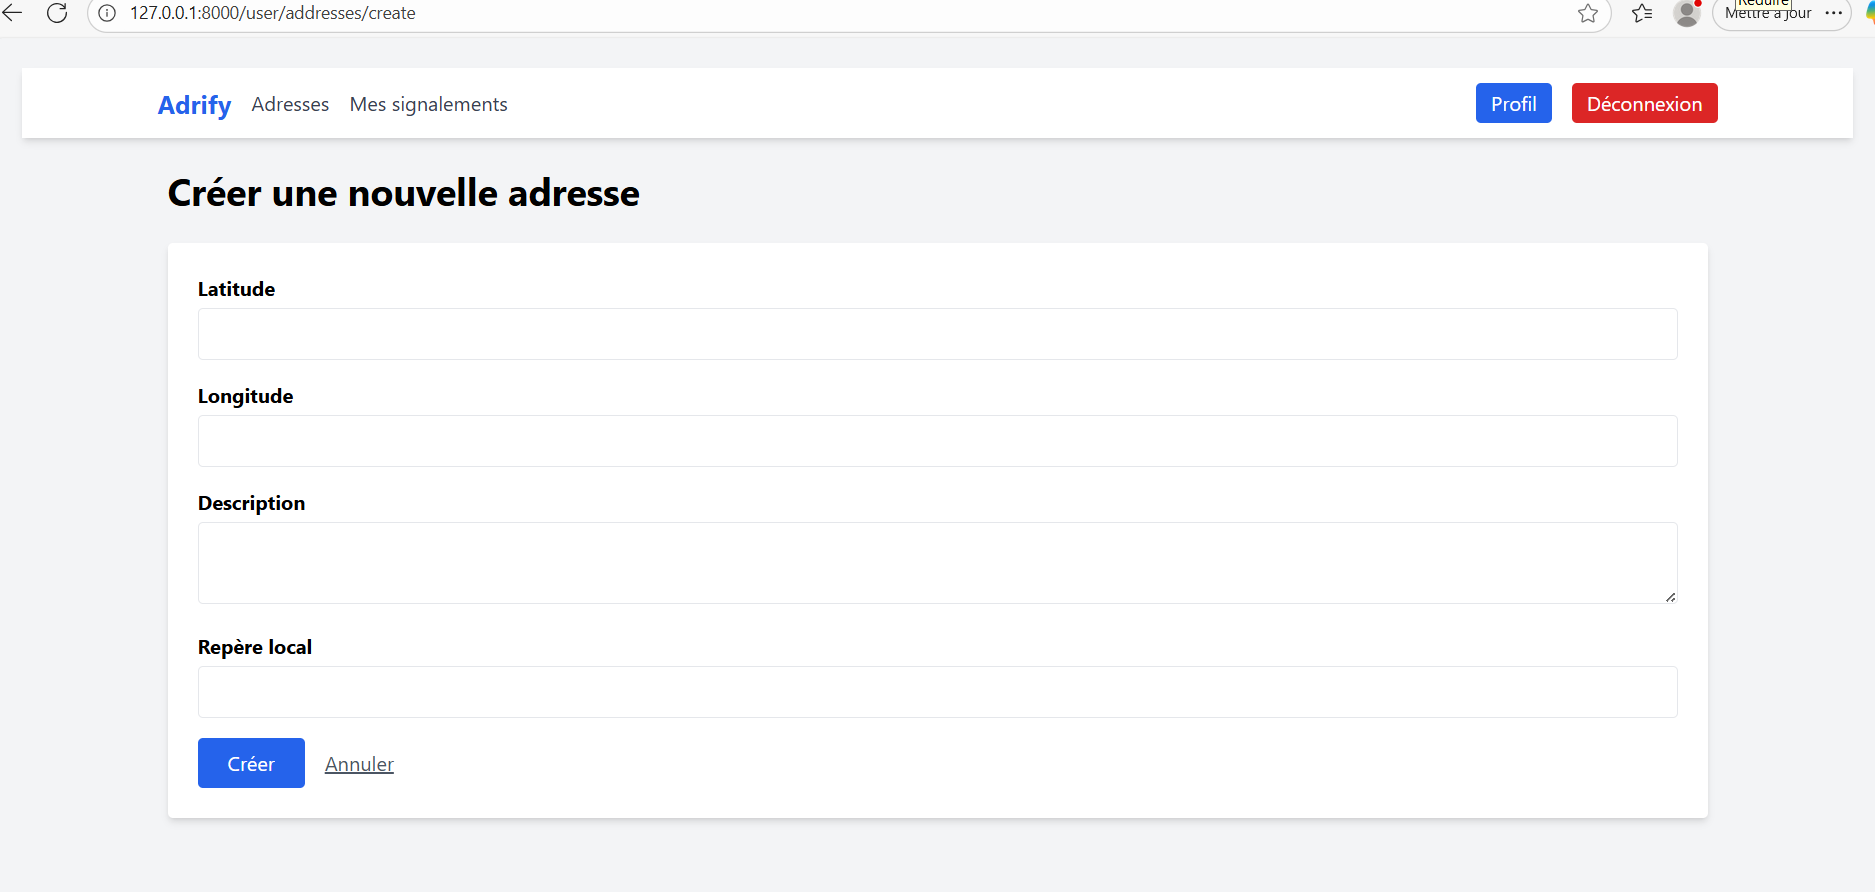 127.0.0.1:8000/user/addresses/create
Réduire
Mettre à jour
Adrify Adresses Mes signalements Profil Déconnexion
Créer une nouvelle adresse
Latitude
Longitude
Description
Repère local
Créer Annuler